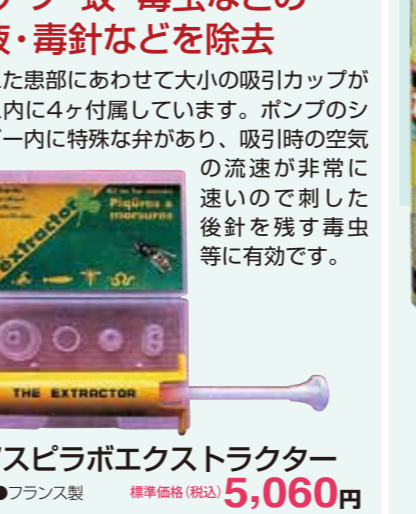 液・毒針などを除去
た患部にあわせて大小の吸引カップが
内に4ヶ付属しています。ポンプのシ
ー内に特殊な弁があり、吸引時の空気
の流速が非常に
速いので刺した
後針を残す毒虫
等に有効です。
Piqûres &
morsures
extractor
THE EXTRACTOR
スピラボエクストラクター
●フランス製 標準価格(税込)5,060円